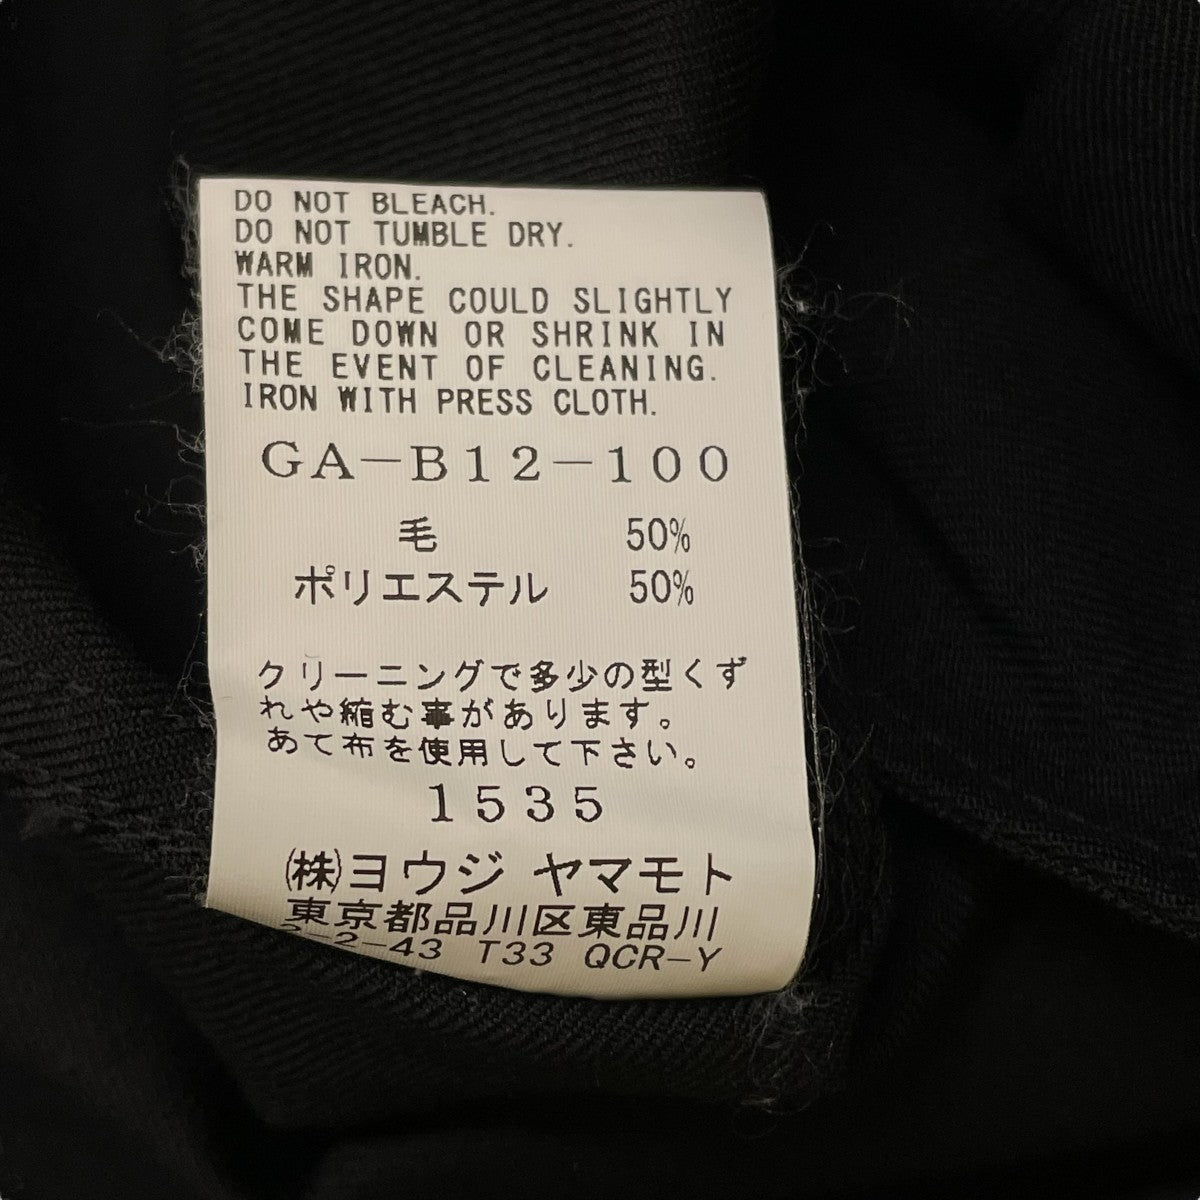 DO NOT BLEACH.
DO NOT TUMBLE DRY.
WARM IRON.
THE SHAPE COULD SLIGHTLY
COME DOWN OR SHRINK IN
THE EVENT OF CLEANING.
IRON WITH PRESS CLOTH.
GA-B12-100
毛 50%
ポリエステル 50%
クリーニングで多少の型くず
れや縮む事があります。
あて布を使用して下さい。
1535
(株)ヨウジ ヤマモト
東京都品川区東品川
2-2-43 T33 QCR-Y